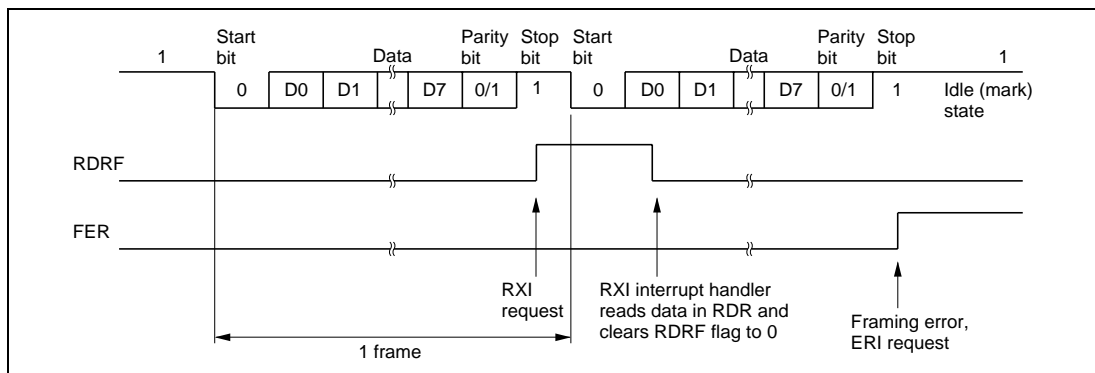 1 Start bit Data Parity bit Stop bit Start bit Data Parity bit Stop bit 1
0 D0 D1 D7 0/1 1 0 D0 D1 D7 0/1 1 Idle (mark) state
RDRF
FER
RXI request
RXI interrupt handler
reads data in RDR and
clears RDRF flag to 0
Framing error,
ERI request
1 frame